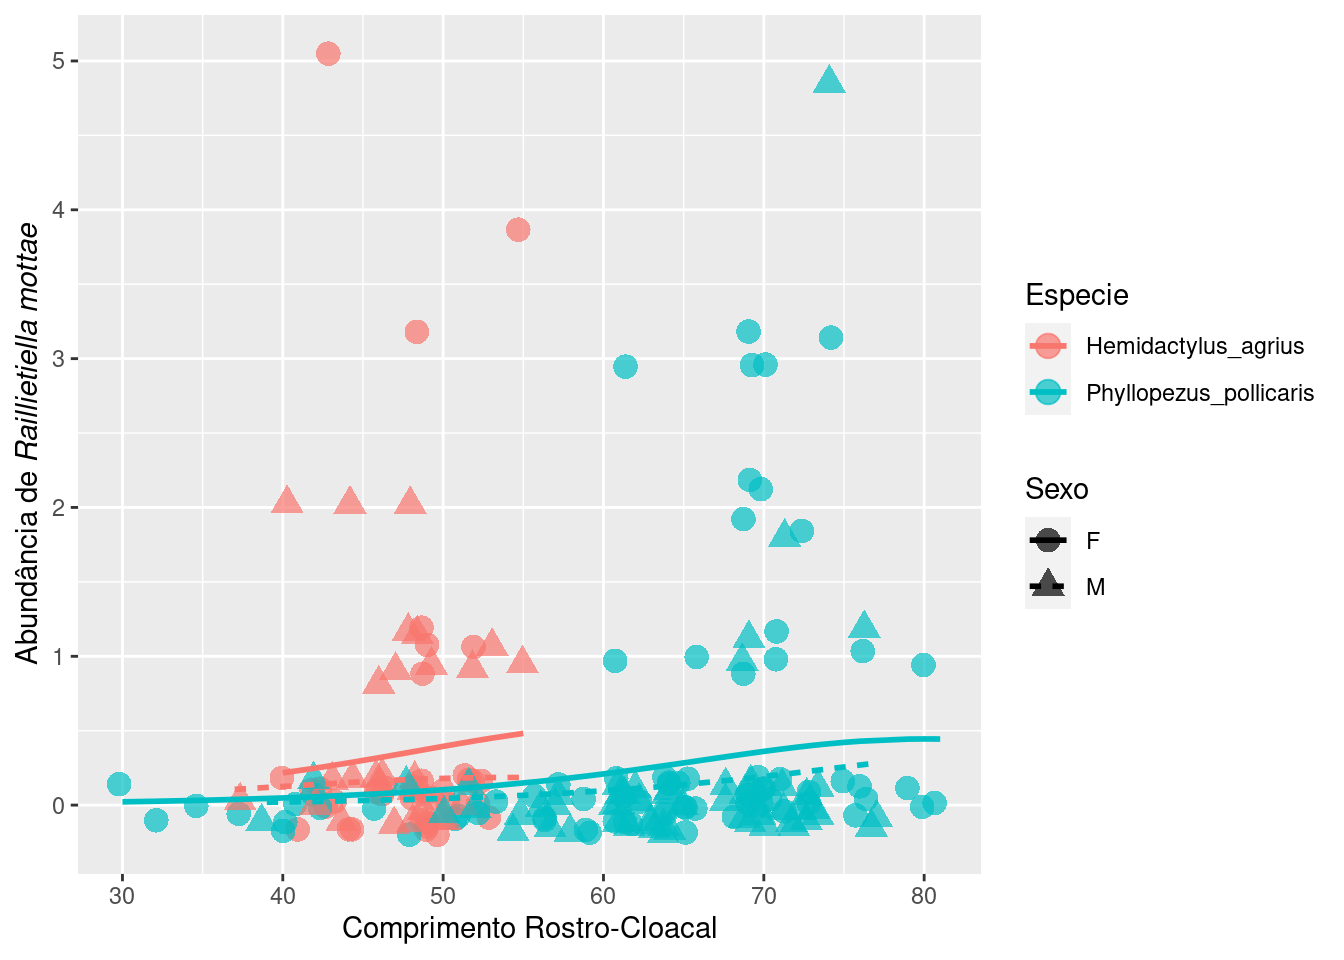 Abundância de Raillietiella mottae
5
4
3
2
1
0
30 40 50 60 70 80
Comprimento Rostro-Cloacal
Especie
Hemidactylus_agrius
Phyllopezus_pollicaris
Sexo
F
M